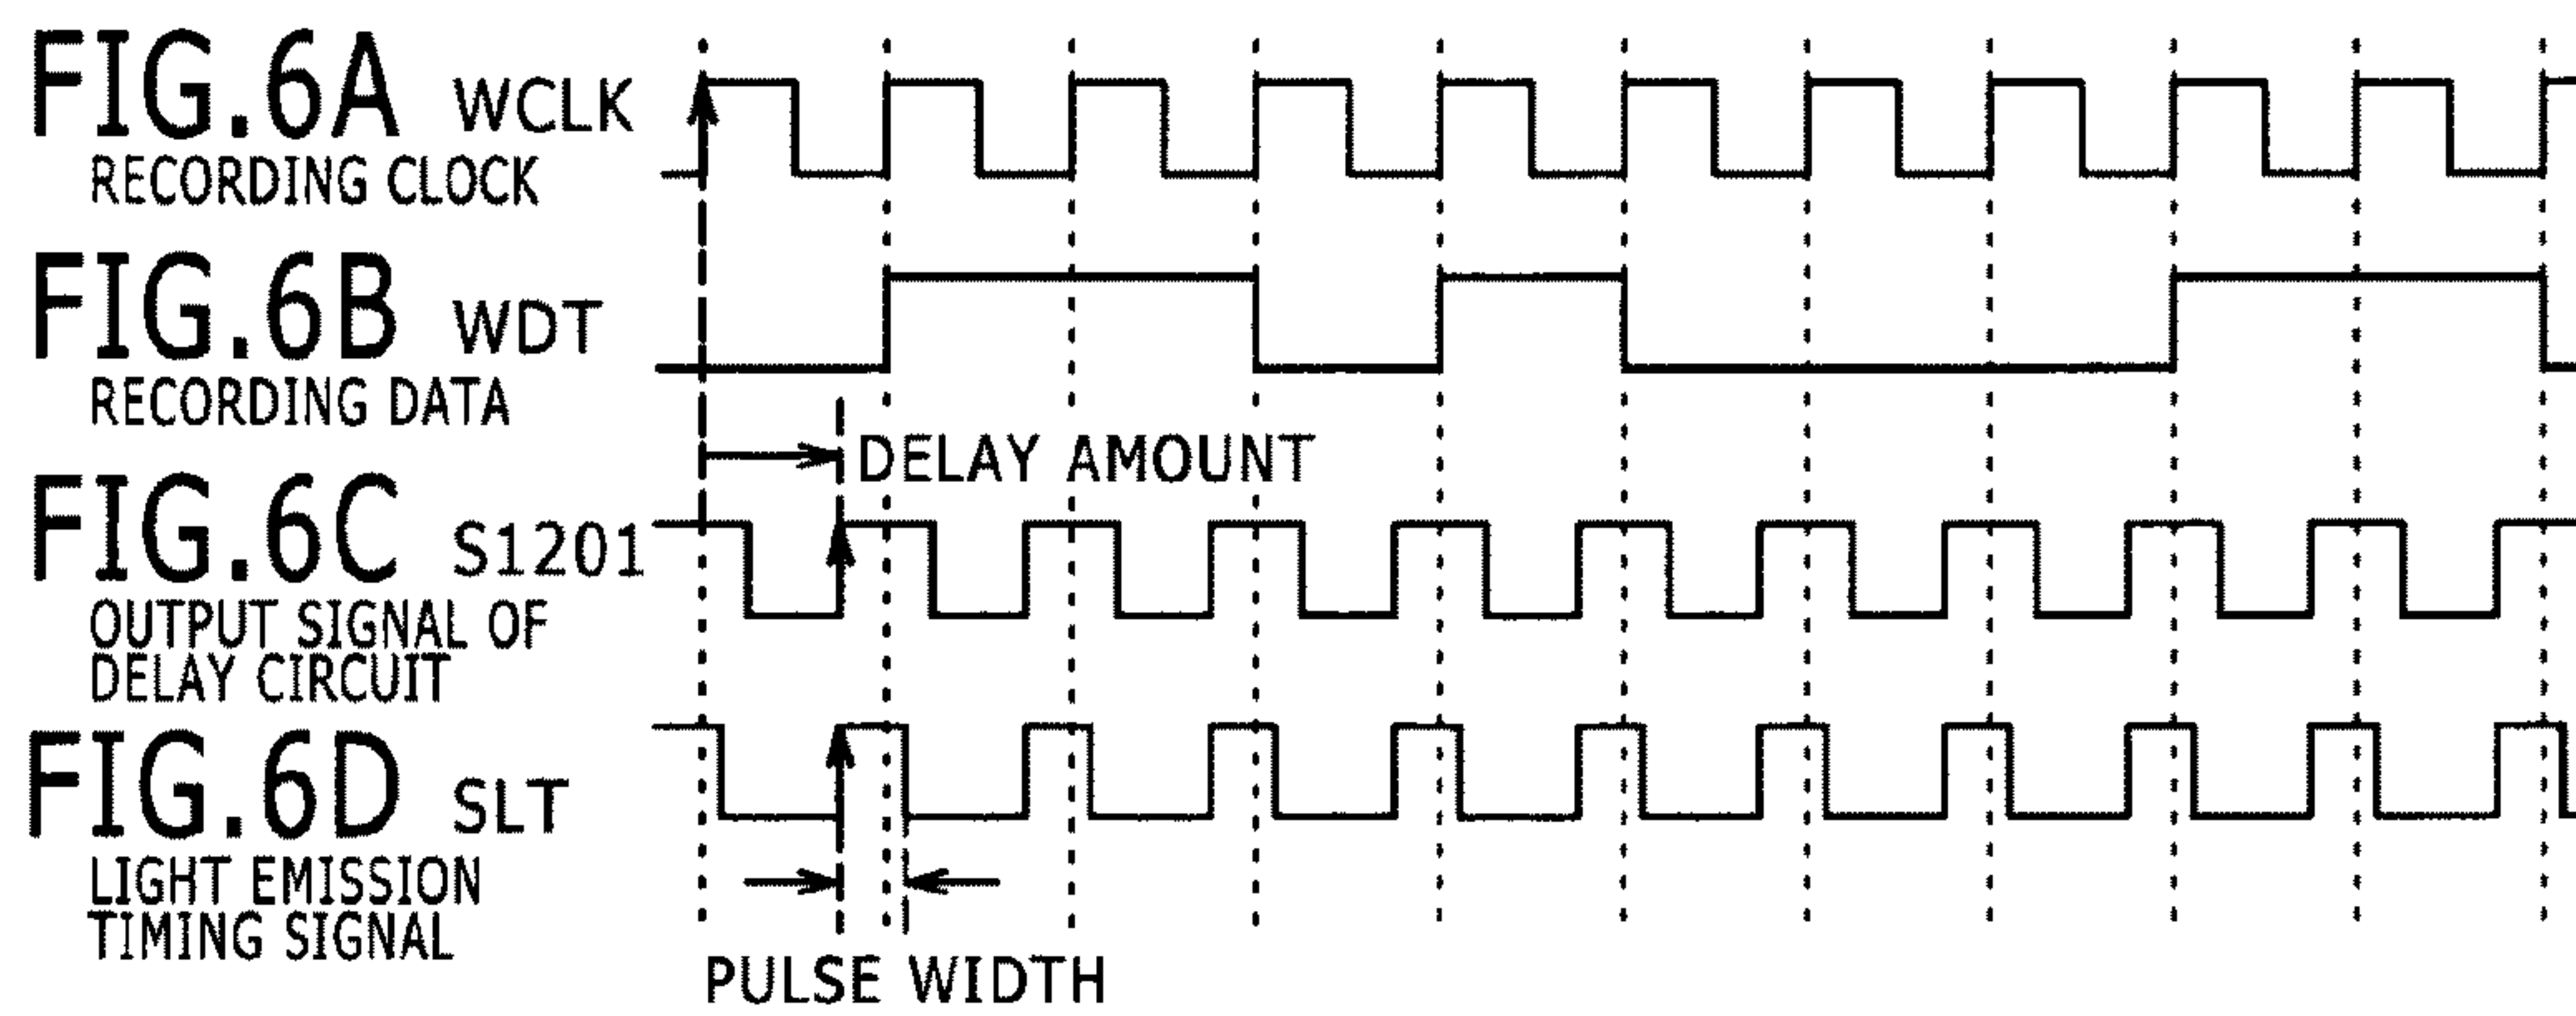 FIG.6A WCLK
RECORDING CLOCK
FIG.6B WDT
RECORDING DATA
DELAY AMOUNT
FIG.6C S1201
OUTPUT SIGNAL OF
DELAY CIRCUIT
FIG.6D SLT
LIGHT EMISSION
TIMING SIGNAL
PULSE WIDTH